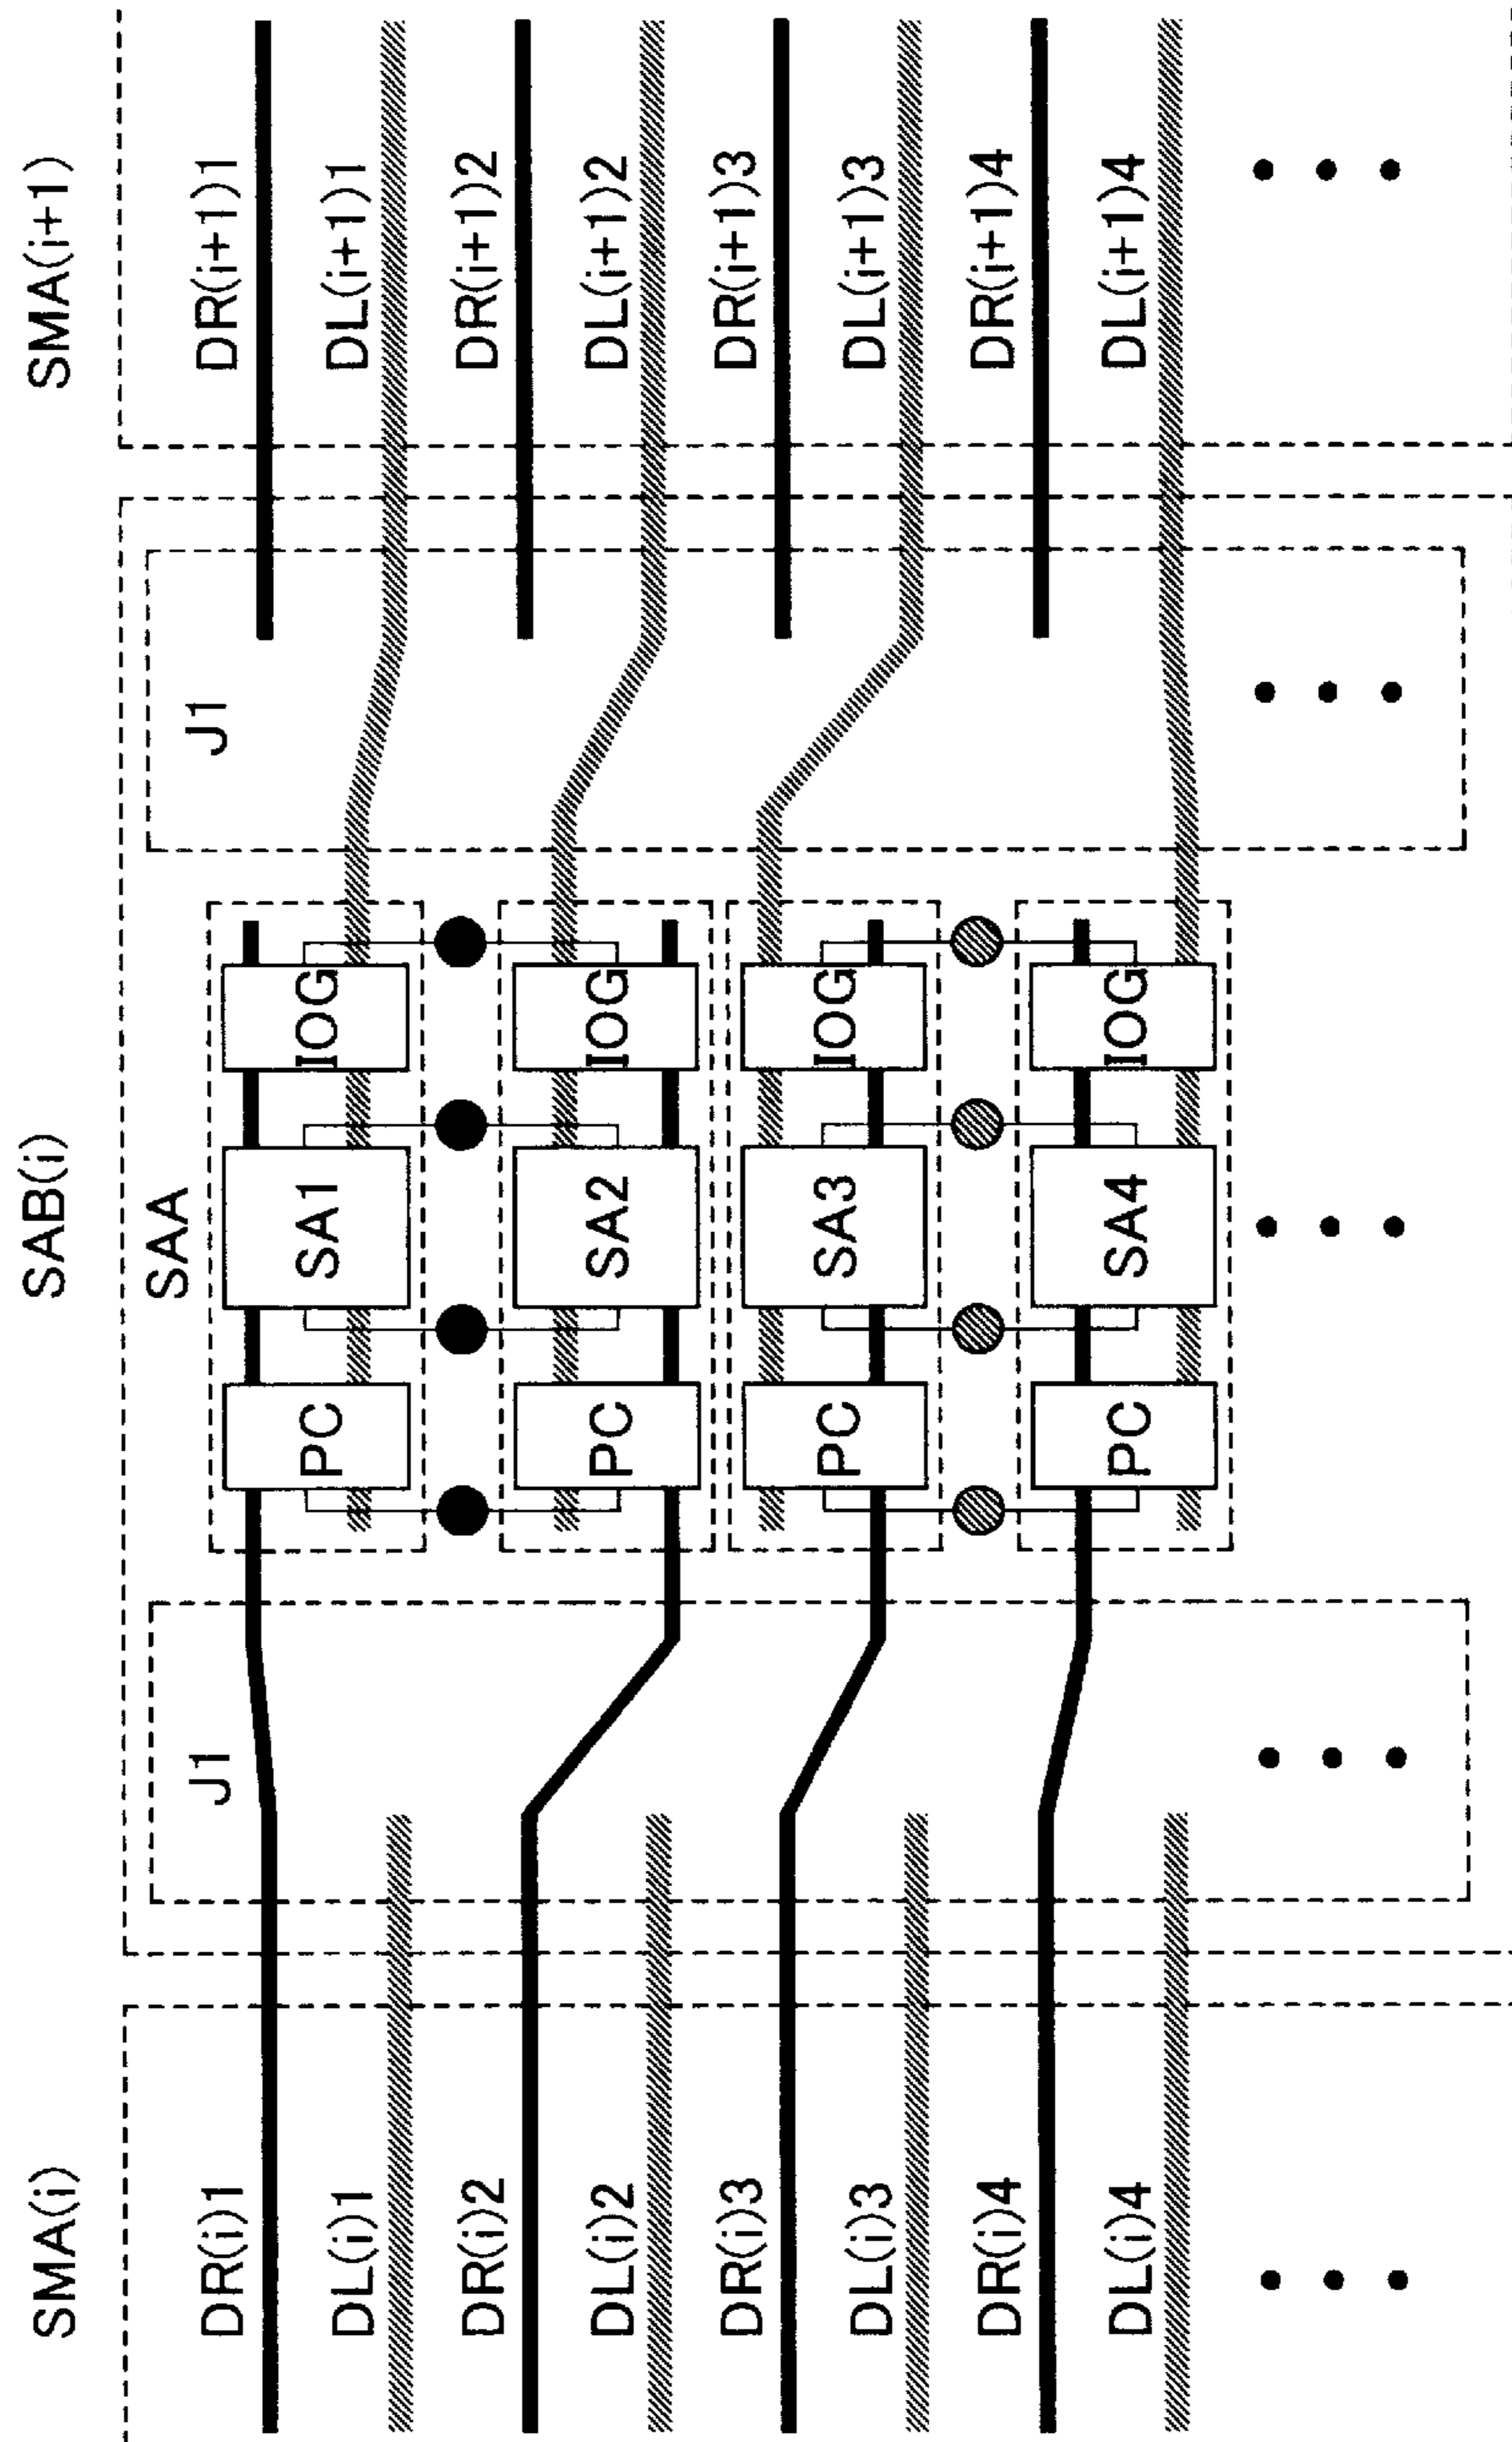 SMA(i)
SAB(i)
SMA(i+1)
SAA
J1
J1
DR(i)1
DL(i)1
DR(i)2
DL(i)2
DR(i)3
DL(i)3
DR(i)4
DL(i)4
PC
SA1
IOG
PC
SA2
IOG
PC
SA3
IOG
PC
SA4
IOG
DR(i+1)1
DL(i+1)1
DR(i+1)2
DL(i+1)2
DR(i+1)3
DL(i+1)3
DR(i+1)4
DL(i+1)4